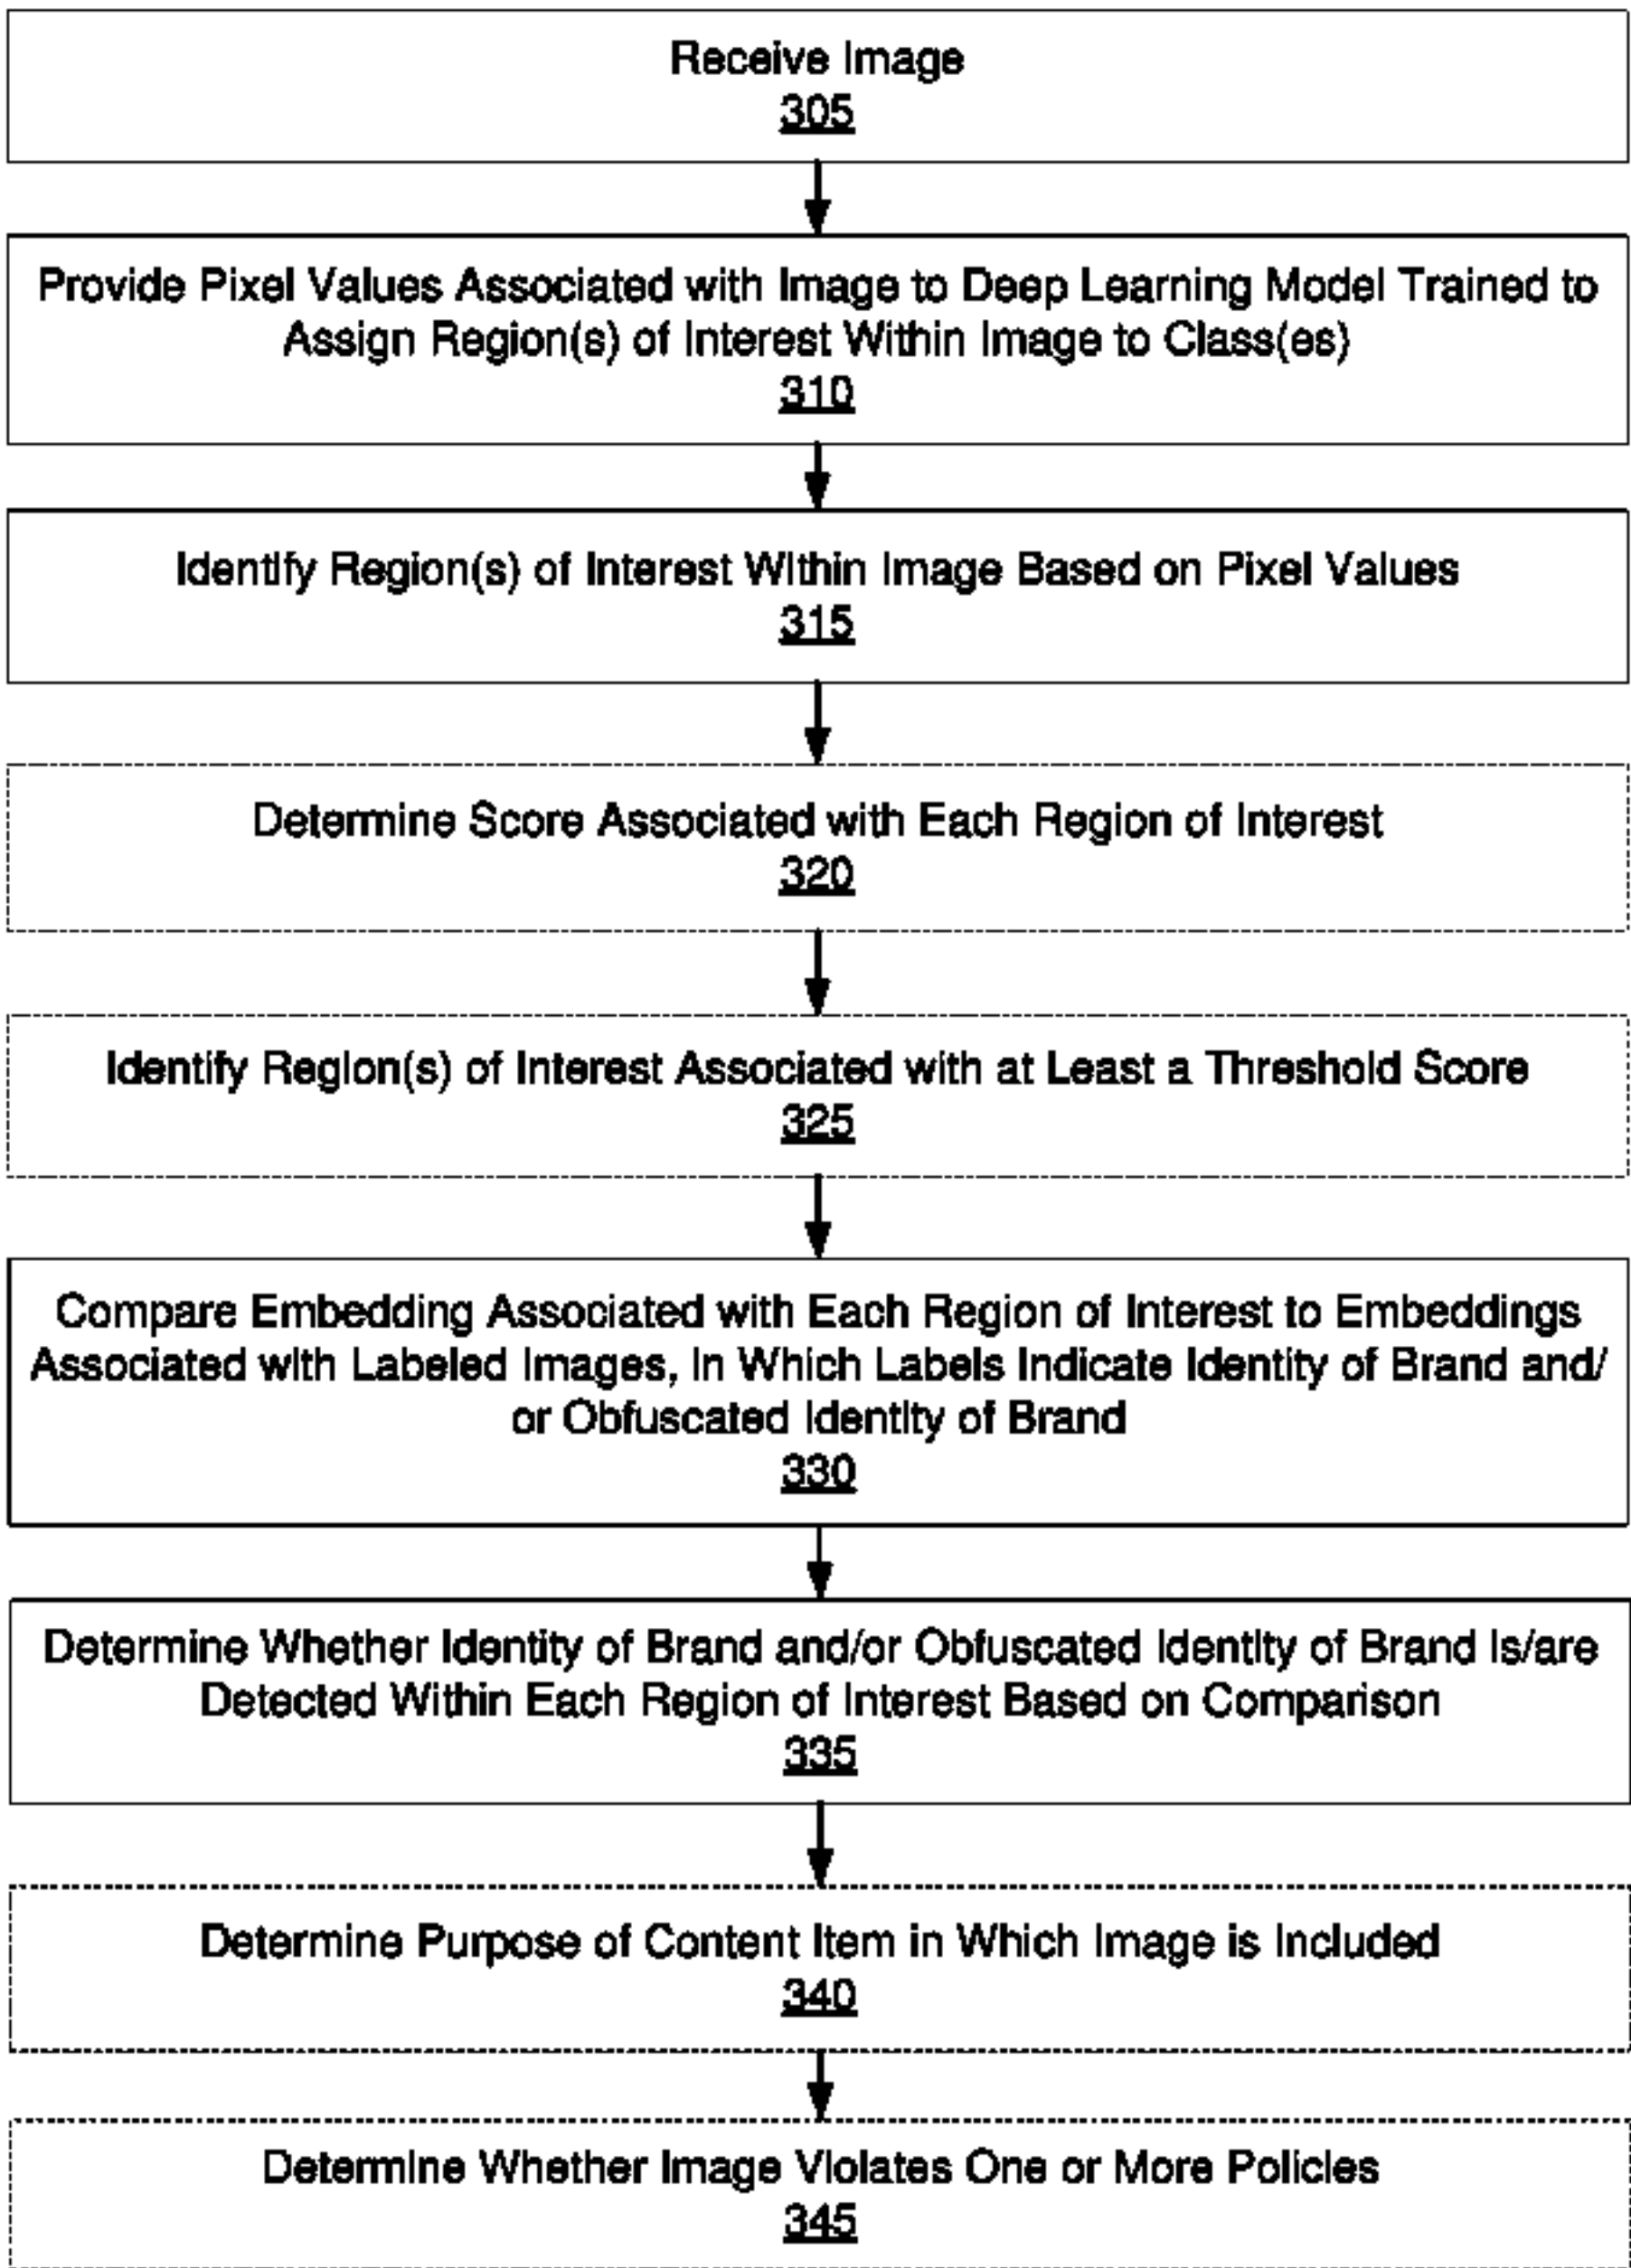 Receive Image
305
Provide Pixel Values Associated with Image to Deep Learning Model Trained to
Assign Region(s) of Interest Within Image to Class(es)
310
Identify Region(s) of Interest Within Image Based on Pixel Values
315
Determine Score Associated with Each Region of Interest
320
Identify Region(s) of Interest Associated with at Least a Threshold Score
325
Compare Embedding Associated with Each Region of Interest to Embeddings
Associated with Labeled Images, In Which Labels Indicate Identity of Brand and/
or Obfuscated Identity of Brand
330
Determine Whether Identity of Brand and/or Obfuscated Identity of Brand Is/are
Detected Within Each Region of Interest Based on Comparison
335
Determine Purpose of Content Item in Which Image is Included
340
Determine Whether Image Violates One or More Policies
345